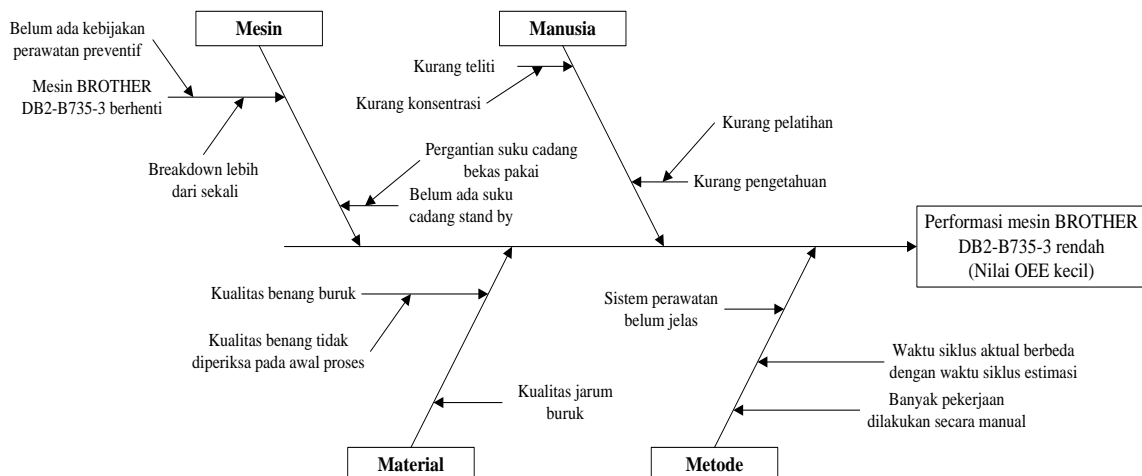 Belum ada kebijakan
perawatan preventif
Mesin
Manusia
Mesin BROTHER
DB2-B735-3 berhenti
Kurang teliti
Kurang konsentrasi
Breakdown lebih
dari sekali
Pergantian suku cadang
bekas pakai
Belum ada suku
cadang stand by
Kurang pelatihan
Kurang pengetahuan
Performasi mesin BROTHER
DB2-B735-3 rendah
(Nilai OEE kecil)
Kualitas benang buruk
Kualitas benang tidak
diperiksa pada awal proses
Kualitas jarum
buruk
Sistem perawatan
belum jelas
Waktu siklus aktual berbeda
dengan waktu siklus estimasi
Banyak pekerjaan
dilakukan secara manual
Material
Metode